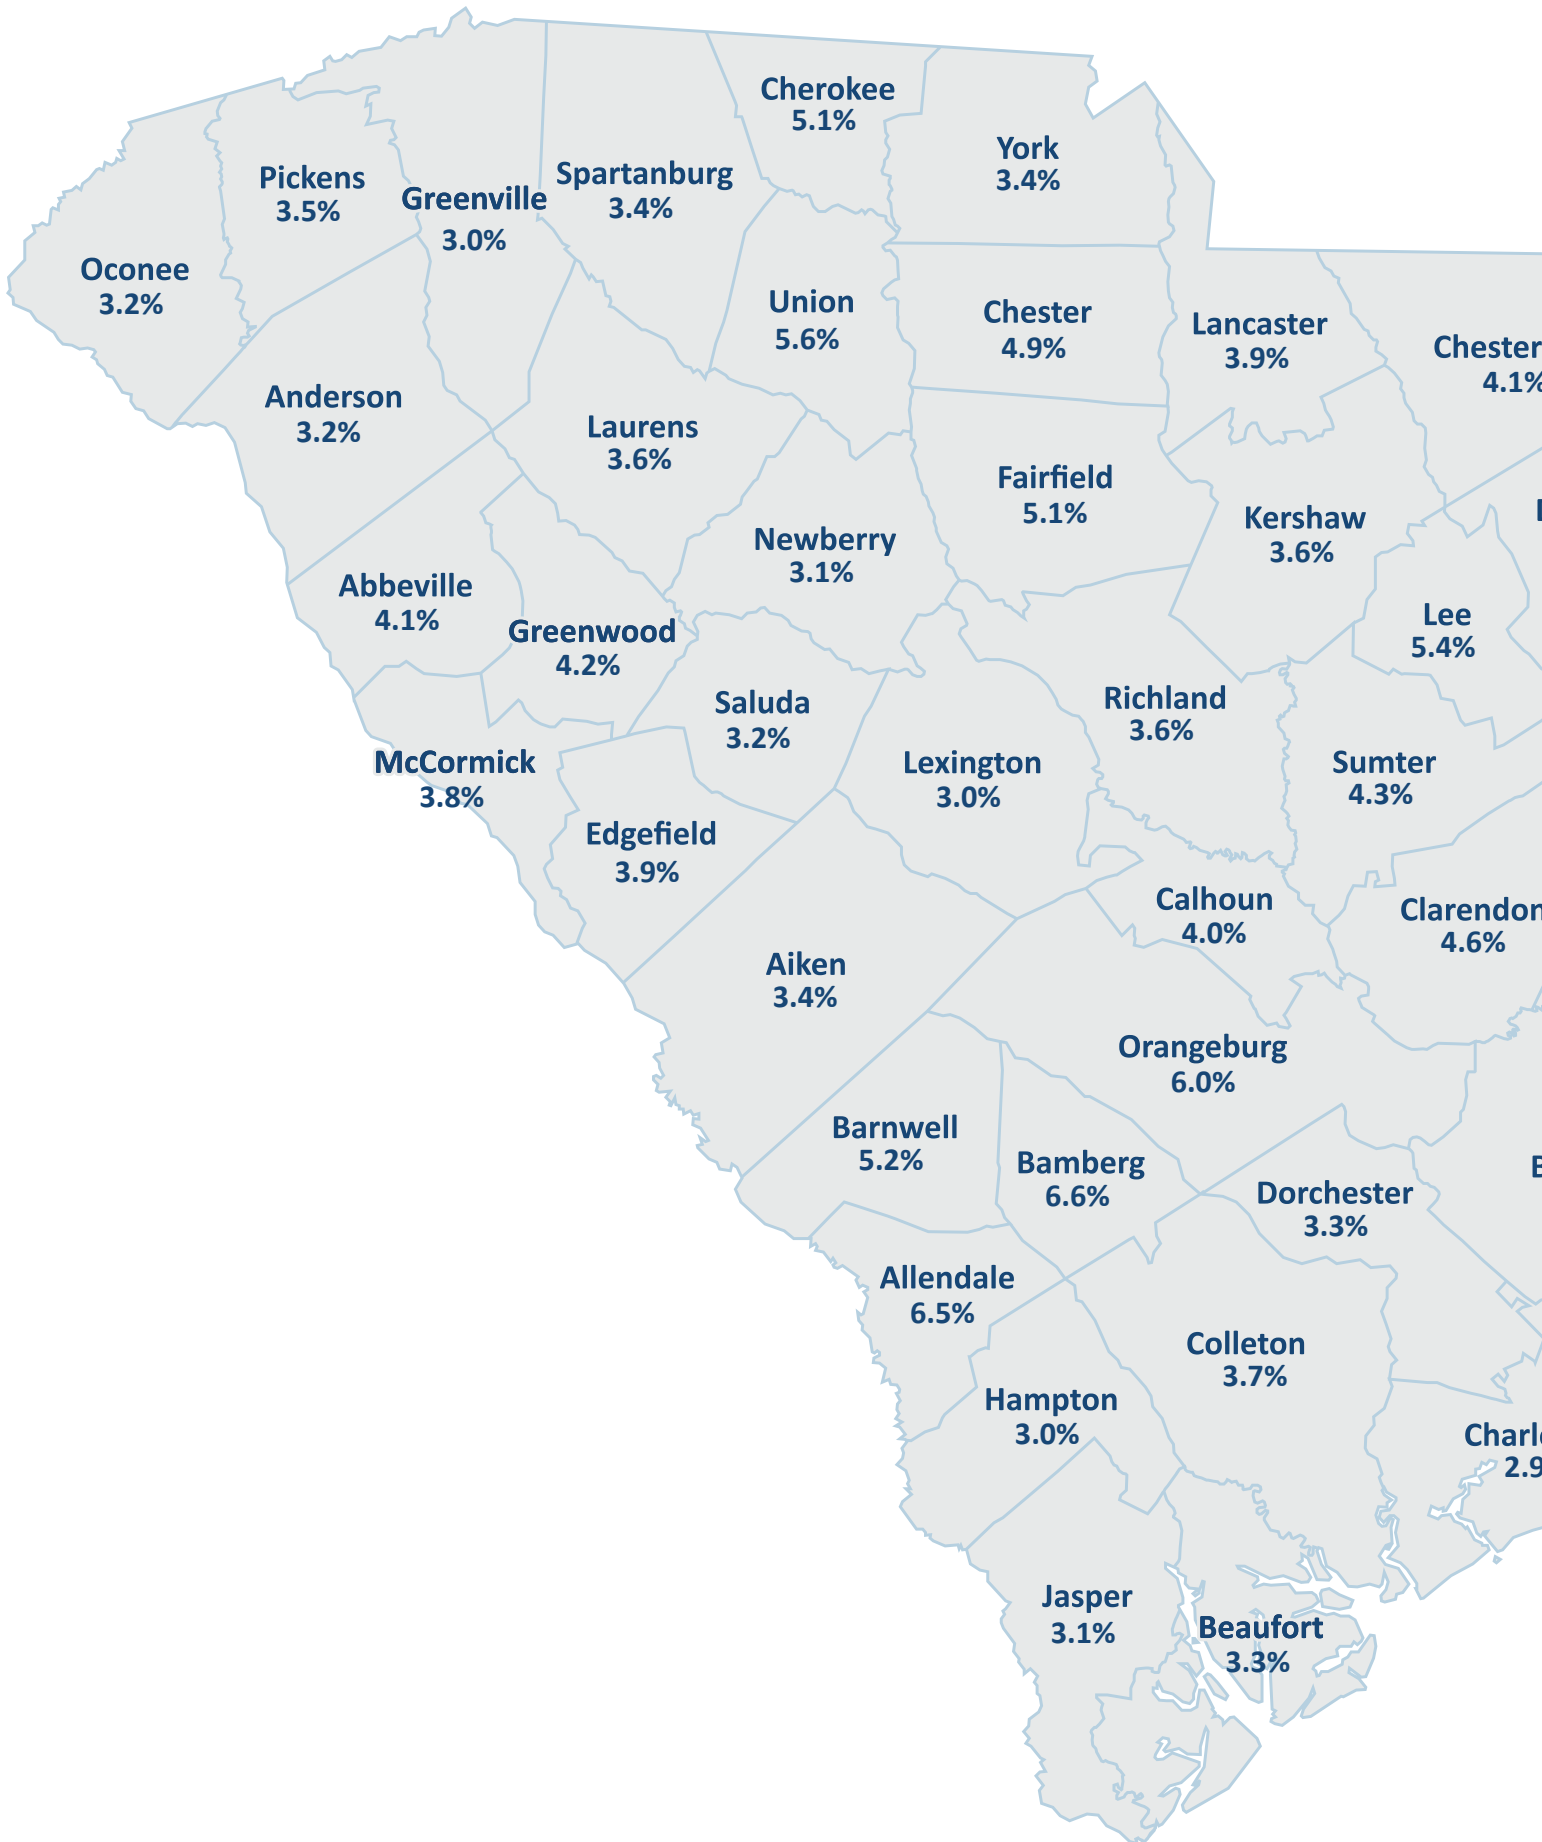 Cherokee
5.1%
York
3.4%
Pickens
3.5%
Greenville
3.0%
Spartanburg
3.4%
Oconee
3.2%
Union
5.6%
Chester
4.9%
Lancaster
3.9%
Chester
4.1%
Anderson
3.2%
Laurens
3.6%
Fairfield
5.1%
Kershaw
3.6%
Newberry
3.1%
Abbeville
4.1%
Greenwood
4.2%
Lee
5.4%
Saluda
3.2%
Richland
3.6%
McCormick
3.8%
Lexington
3.0%
Sumter
4.3%
Edgefield
3.9%
Calhoun
4.0%
Clarendon
4.6%
Aiken
3.4%
Orangeburg
6.0%
Barnwell
5.2%
Bamberg
6.6%
Dorchester
3.3%
Allendale
6.5%
Colleton
3.7%
Hampton
3.0%
Charl
2.9
Jasper
3.1%
Beaufort
3.3%